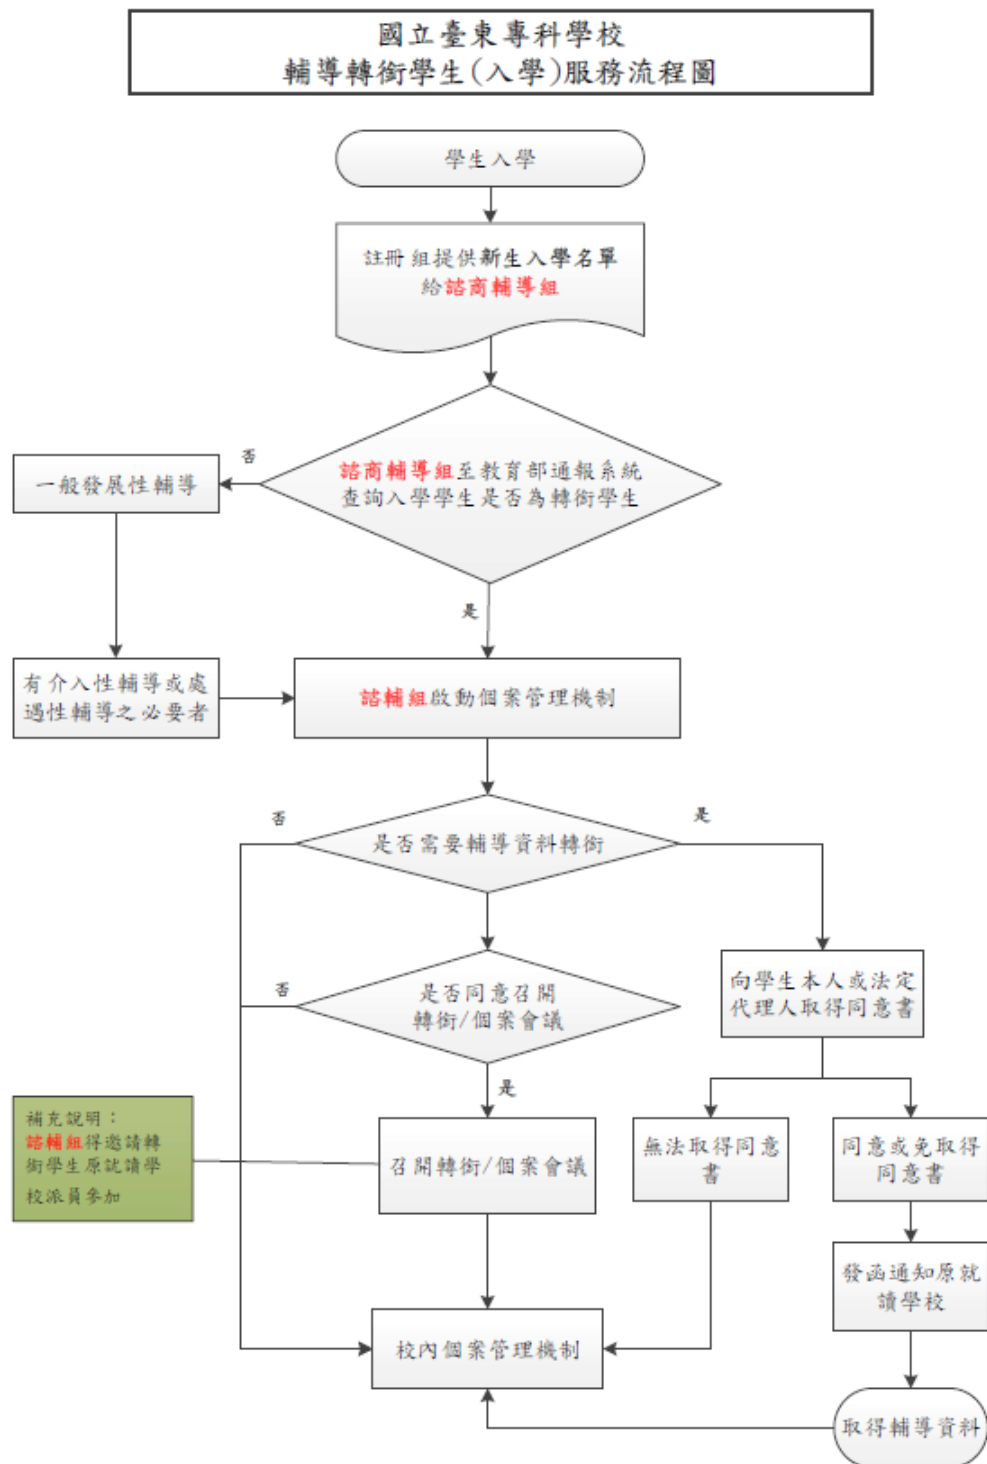 國立臺東專科學校
輔導轉銜學生(入學)服務流程圖
學生入學
註冊組提供新生入學名單
給諮商輔導組
否
諮商輔導組至教育部通報系統
查詢入學學生是否為轉銜學生
一般發展性輔導
是
有介入性輔導或處
遇性輔導之必要者
諮輔組啟動個案管理機制
否
是
是否需要輔導資料轉銜
否
是否同意召開
轉銜/個案會議
向學生本人或法定
代理人取得同意書
是
補充說明：
諮輔組得邀請轉
銜學生原就讀學
校派員參加
召開轉銜/個案會議
無法取得同意
書
同意或免取得
同意書
發函通知原就
讀學校
校內個案管理機制
取得輔導資料